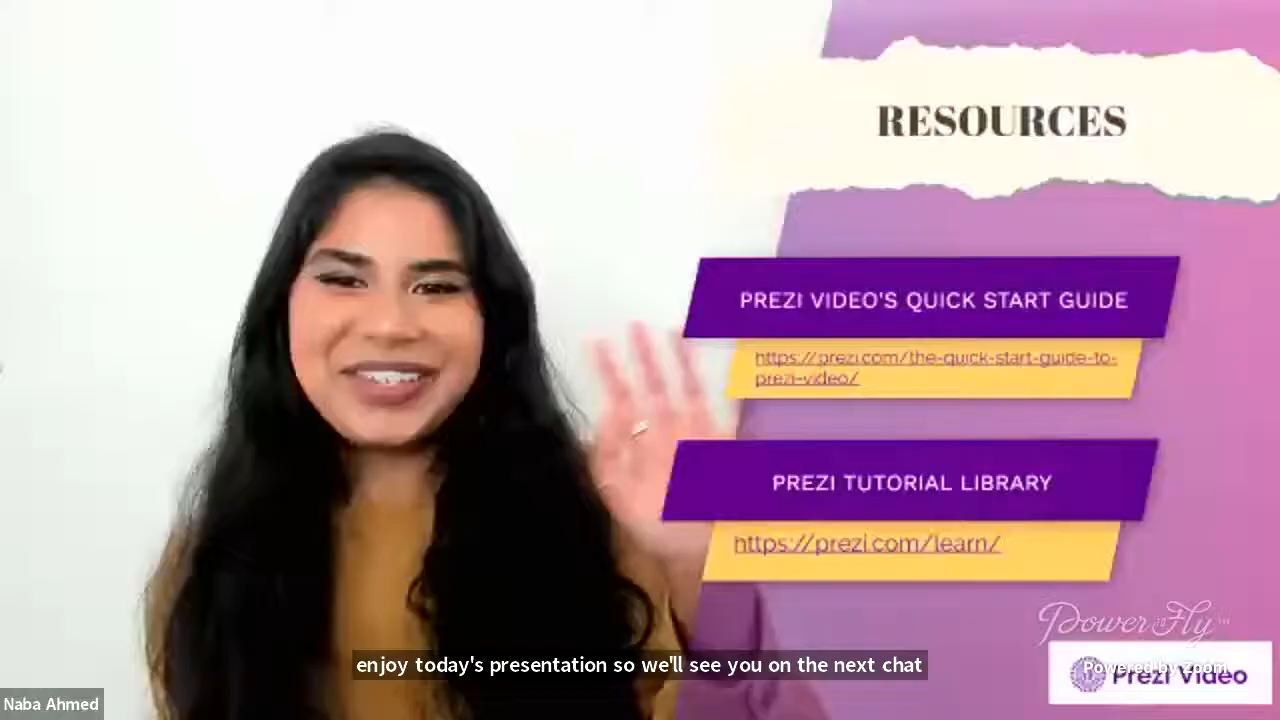 RESOURCES
PREZI VIDEO'S QUICK START GUIDE
https://prezi.com/the-quick-start-guide-to-
prezi-video/
PREZI TUTORIAL LIBRARY
https://prezi.com/learn/
PowerToFly™
Powered by Zoom
Prezi Video
enjoy today's presentation so we'll see you on the next chat
Naba Ahmed